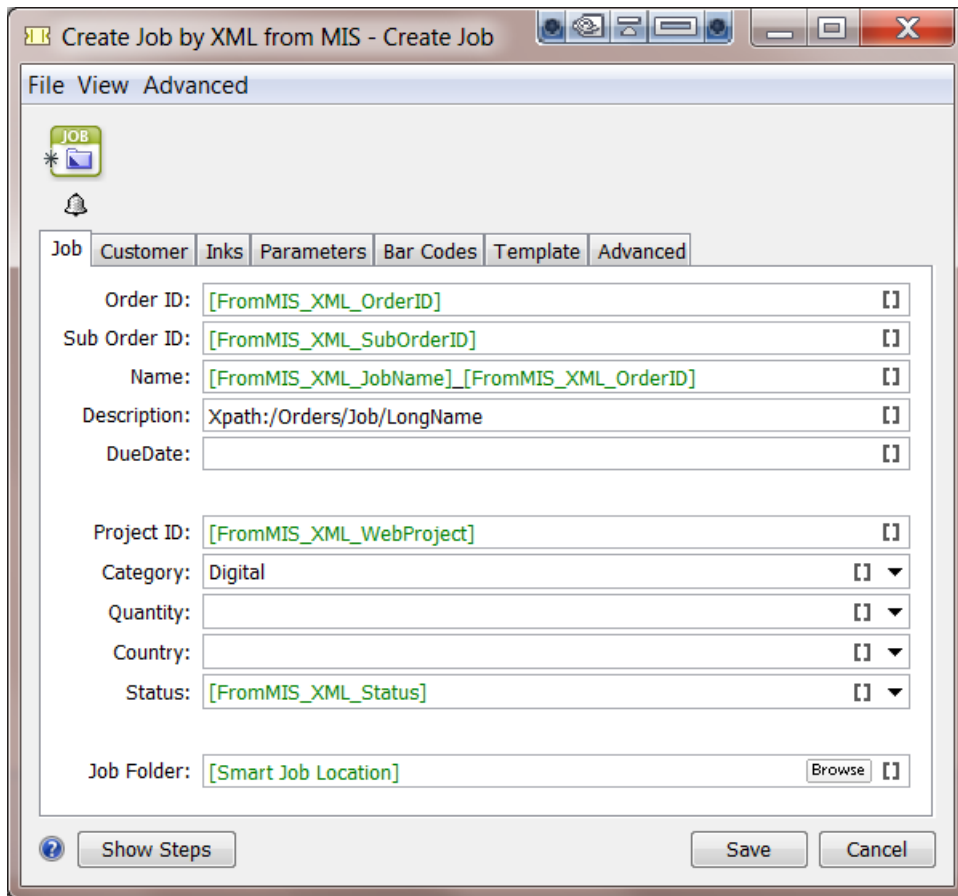 Create Job by XML from MIS - Create Job
File View Advanced
JOB
Job Customer Inks Parameters Bar Codes Template Advanced
Order ID: [FromMIS_XML_OrderID] []
Sub Order ID: [FromMIS_XML_SubOrderID] []
Name: [FromMIS_XML_JobName]_[FromMIS_XML_OrderID] []
Description: Xpath:/Orders/Job/LongName []
DueDate: []
Project ID: [FromMIS_XML_WebProject] []
Category: Digital []
Quantity: []
Country: []
Status: [FromMIS_XML_Status] []
Job Folder: [Smart Job Location] Browse []
? Show Steps Save Cancel